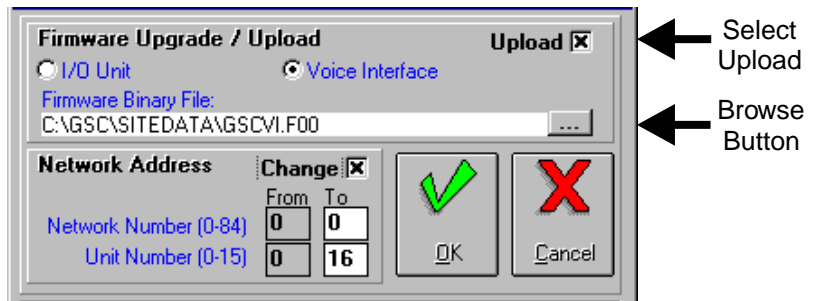 Firmware Upgrade / Upload Upload
I/O Unit Voice Interface
Firmware Binary File:
C:\GSC\SITEDATA\GSCVI.F00 ...
Select
Upload
Browse
Button
Network Address Change
From To
Network Number (0-84) 0 0
Unit Number (0-15) 0 16
OK Cancel